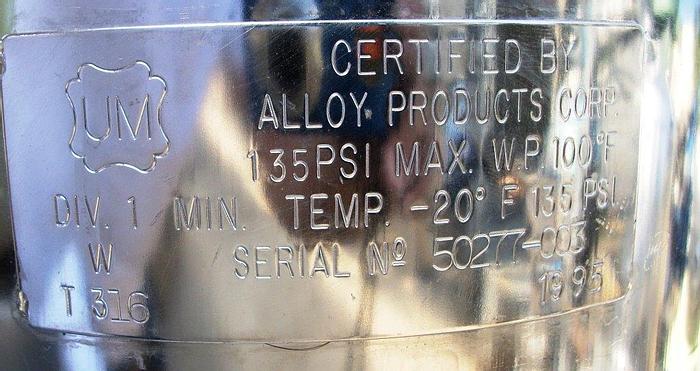 CERTIFIED BY
UM ALLOY PRODUCTS CORP.
135PSI MAX. W.P 100°F
DIV. 1 MIN. TEMP. -20° F 135 PSI.
W SERIAL Nº 50277-003
T 316 1995